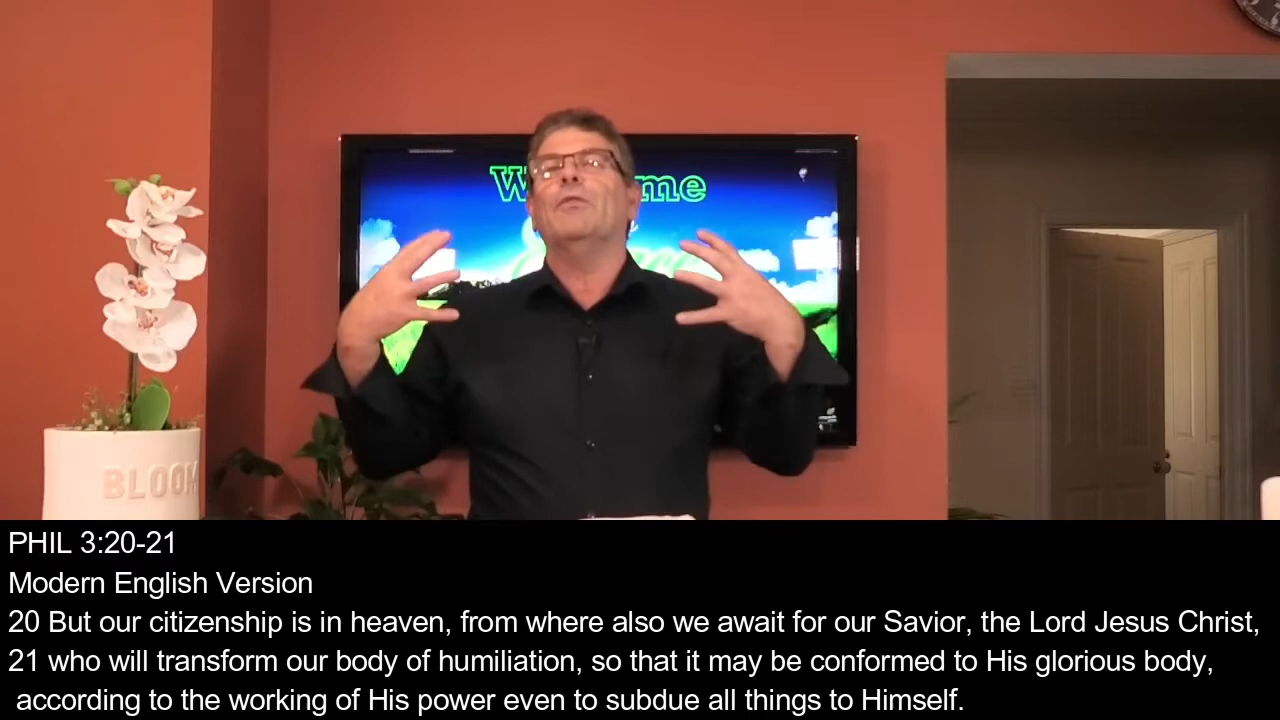 BLOOM
PHIL 3:20-21
Modern English Version
20 But our citizenship is in heaven, from where also we await for our Savior, the Lord Jesus Christ,
21 who will transform our body of humiliation, so that it may be conformed to His glorious body,
according to the working of His power even to subdue all things to Himself.